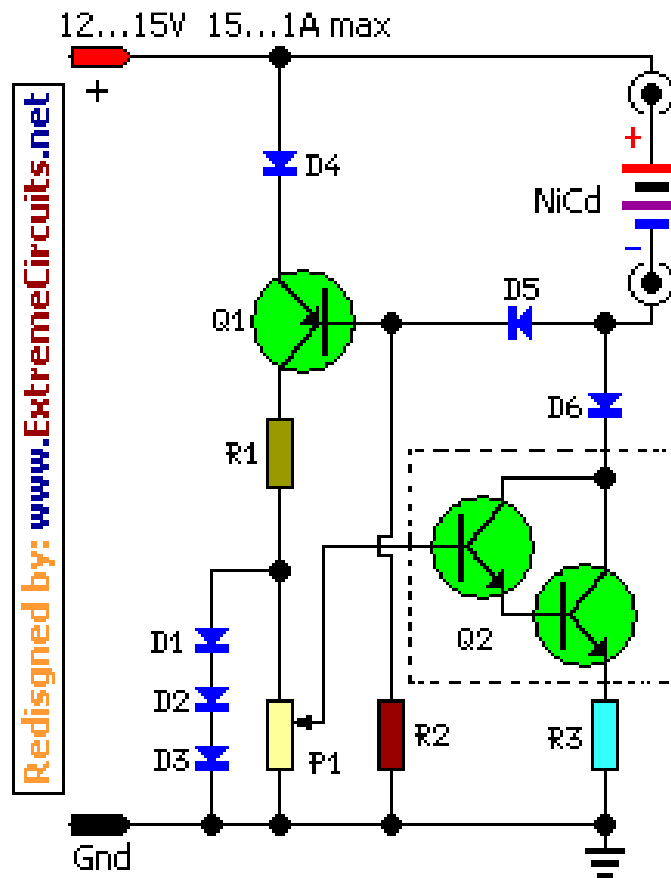 12...15V 15...1A max
+
Redisgned by: www.ExtremeCircuits.net
D4
+
NiCd
-
Q1
D5
D6
R1
D1
Q2
D2
D3
P1
R2
R3
Gnd